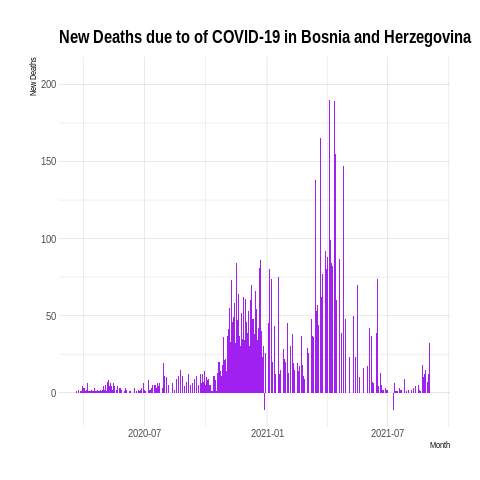 New Deaths due to of COVID-19 in Bosnia and Herzegovina
New Deaths
200
150
100
50
0
2020-07 2021-01 2021-07
Month